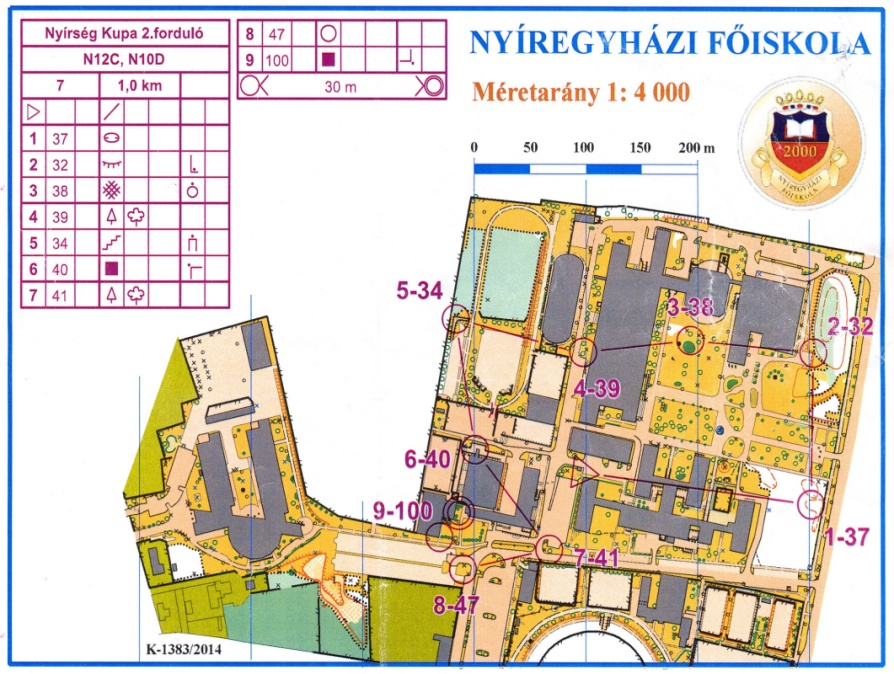 Nyírség Kupa 2.forduló
N12C, N10D
7 1,0 km
1 37
2 32
3 38
4 39
5 34
6 40
7 41
8 47
9 100
30 m
NYÍREGYHÁZI FŐISKOLA
Méretarány 1: 4 000
0 50 100 150 200 m
2000
NYÍREGYHÁZI
FŐISKOLA
5-34
3-38
2-32
4-39
6-40
9-100
1-37
7-41
8-47
K-1383/2014